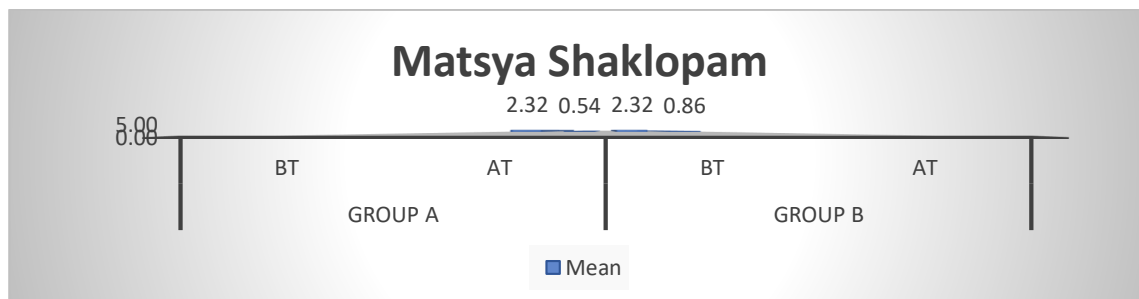 Matsya Shaklopam
2.32 0.54 2.32 0.86
5.00
0.00
BT AT BT AT
GROUP A GROUP B
Mean